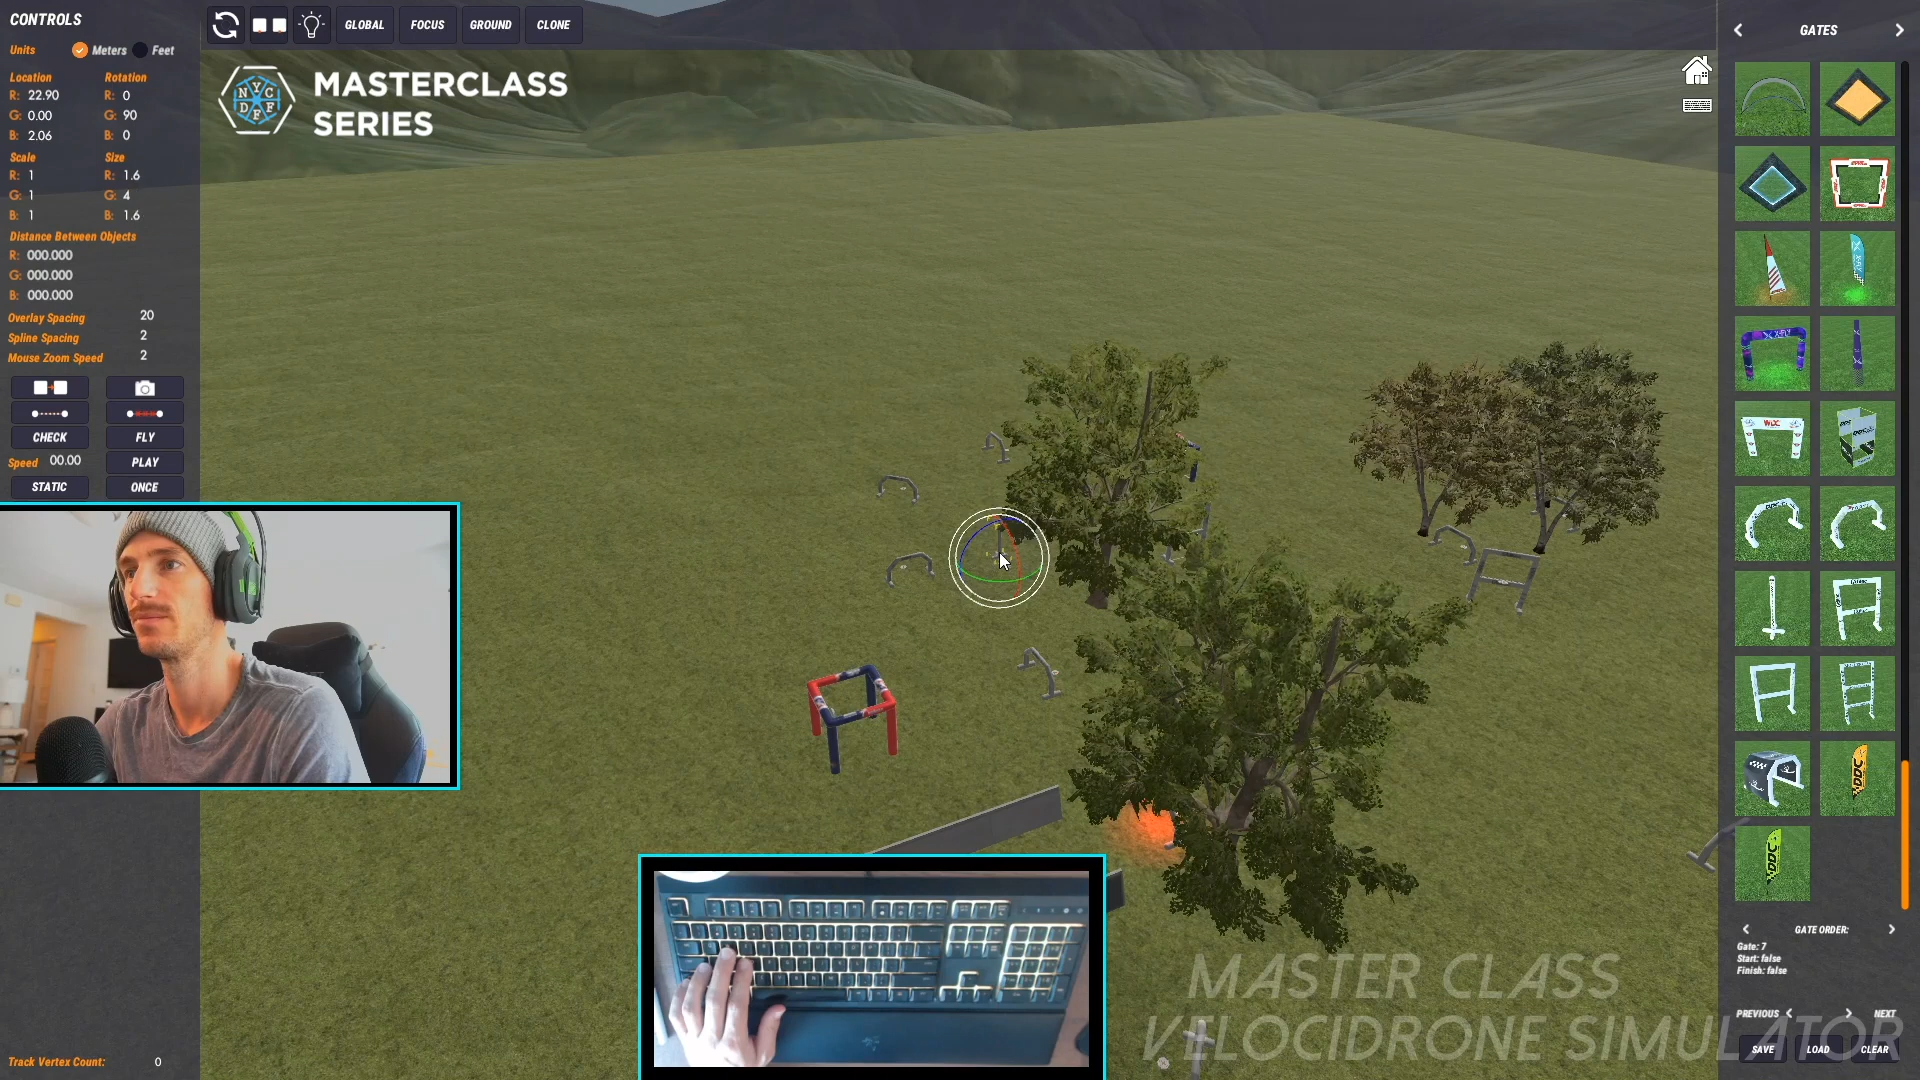 CONTROLS
Units Meters Feet
Location Rotation
R: 22.90 R: 0
G: 0.00 G: 90
B: 2.06 B: 0
Scale Size
R: 1 R: 1.6
G: 1 G: 4
B: 1 B: 1.6
Distance Between Objects
R: 000.000
G: 000.000
B: 000.000
Overlay Spacing 20
Spline Spacing 2
Mouse Zoom Speed 2
CHECK FLY
Speed 00.00 PLAY
STATIC ONCE
Track Vertex Count: 0
GLOBAL FOCUS GROUND CLONE
NYC
DFF
MASTERCLASS
SERIES
GATES
GATE ORDER:
Gate: 7
Start: false
Finish: false
PREVIOUS NEXT
SAVE LOAD CLEAR
MASTER CLASS
VELOCIDRONE SIMULATOR